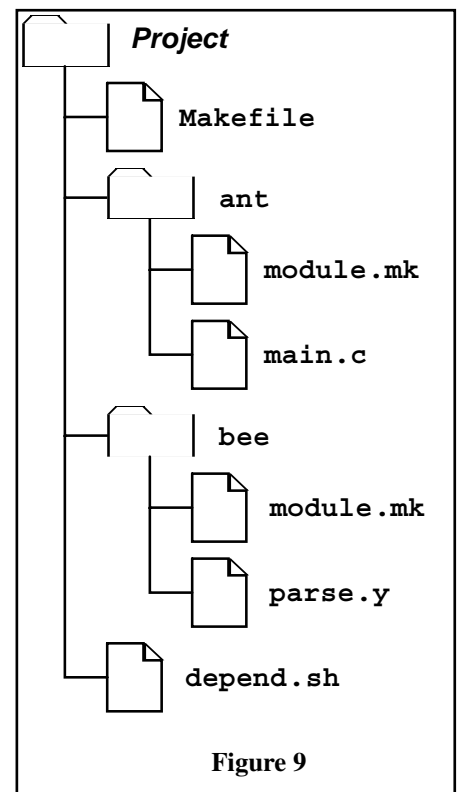 Project
Makefile
ant
module.mk
main.c
bee
module.mk
parse.y
depend.sh
Figure 9